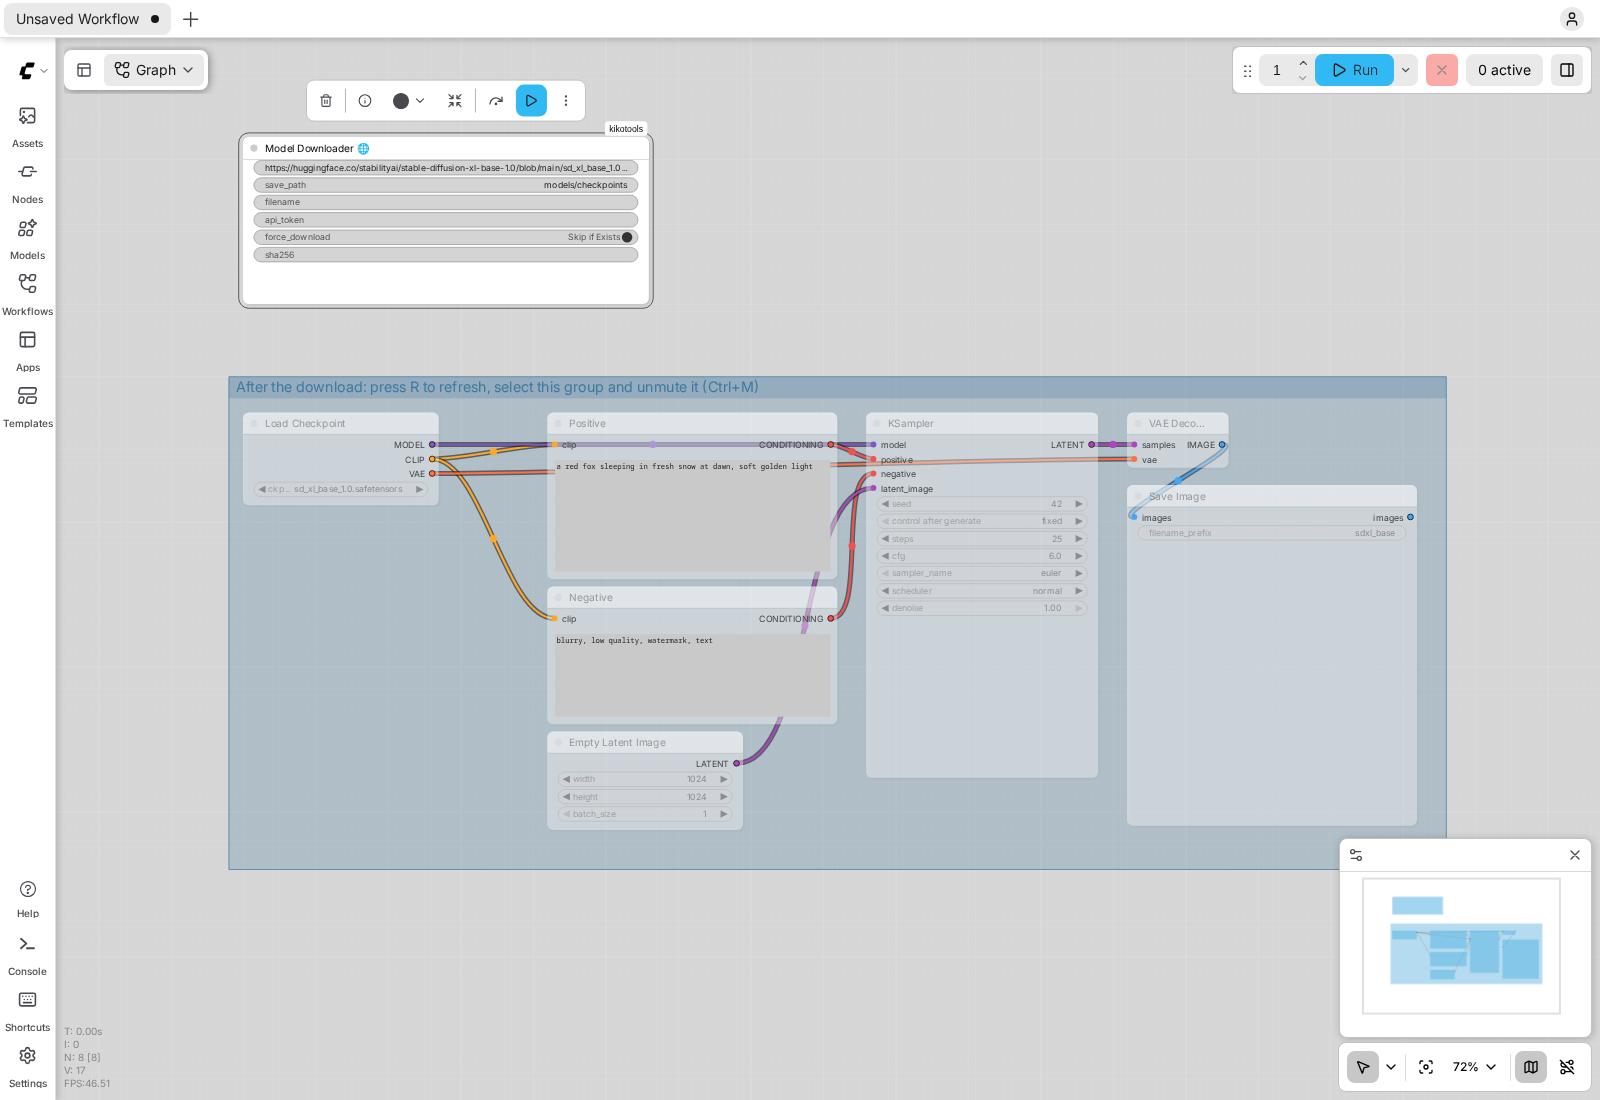 Unsaved Workflow
Graph
1
Run
0 active
Assets
Nodes
Models
Workflows
Apps
Templates
Help
Console
Shortcuts
Settings
kikotools
Model Downloader
https://huggingface.co/stabilityai/stable-diffusion-xl-base-1.0/blob/main/sd_xl_base_1.0...
save_path models/checkpoints
filename
api_token
force_download Skip if Exists
sha256
After the download: press R to refresh, select this group and unmute it (Ctrl+M)
Load Checkpoint
MODEL
CLIP
VAE
ckp... sd_xl_base_1.0.safetensors
Positive
clip CONDITIONING
a red fox sleeping in fresh snow at dawn, soft golden light
Negative
clip CONDITIONING
blurry, low quality, watermark, text
Empty Latent Image
LATENT
width 1024
height 1024
batch_size 1
KSampler
model LATENT
positive
negative
latent_image
seed 42
control after generate fixed
steps 25
cfg 6.0
sampler_name euler
scheduler normal
denoise 1.00
VAE Deco...
samples IMAGE
vae
Save Image
images images
filename_prefix sdxl_base
T: 0.00s
I: 0
N: 8 [8]
V: 17
FPS:46.51
72%